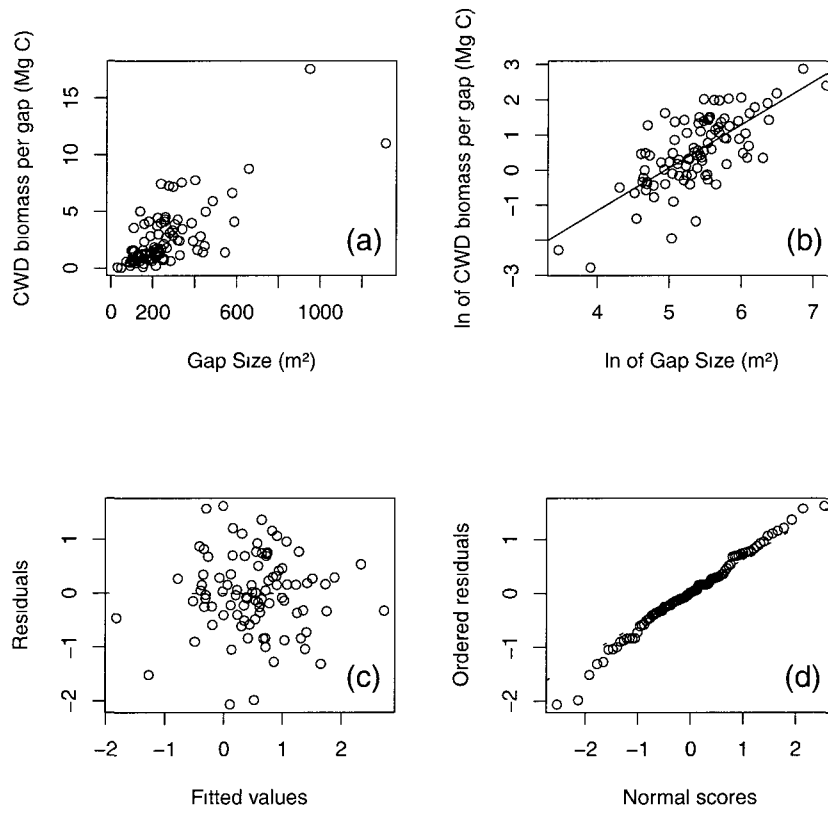 CWD biomass per gap (Mg C)
15
10
5
0
0 200 600 1000
Gap Size (m²)
(a)
ln of CWD biomass per gap (Mg C)
3
2
1
0
−1
−3
4 5 6 7
ln of Gap Size (m²)
(b)
Residuals
1
0
−1
−2
−2 −1 0 1 2
Fitted values
(c)
Ordered residuals
1
0
−1
−2
−2 −1 0 1 2
Normal scores
(d)